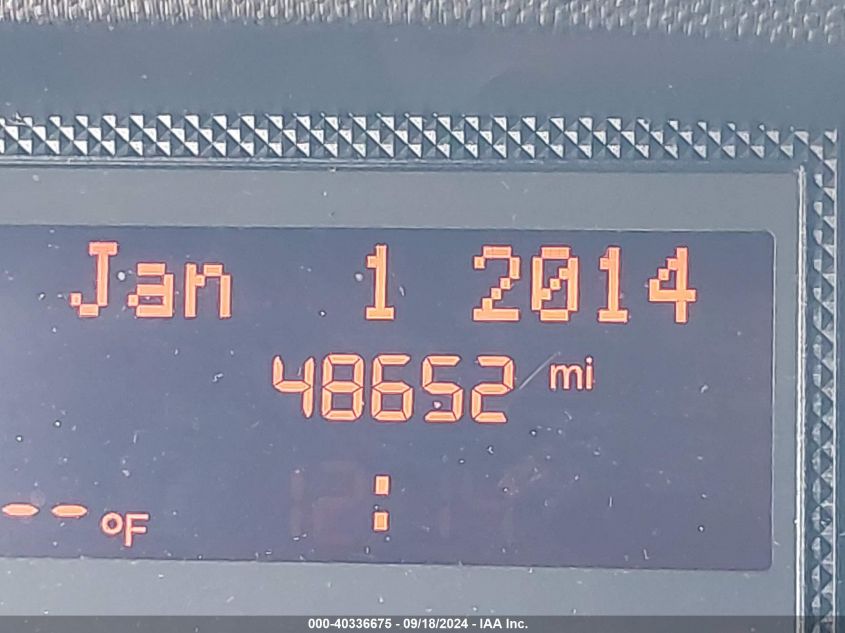 Jan 1 2014
48652 mi
-- °F :
000-40336675 - 09/18/2024 - IAA Inc.